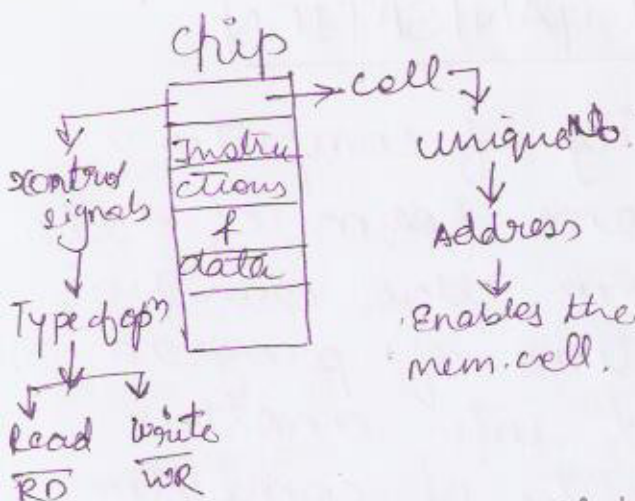 Chip
cell
Instru
ctions
&
data
control
signals
Type of opn
Read Write
RD WR
Unique No.
Address
Enables the
mem. cell.